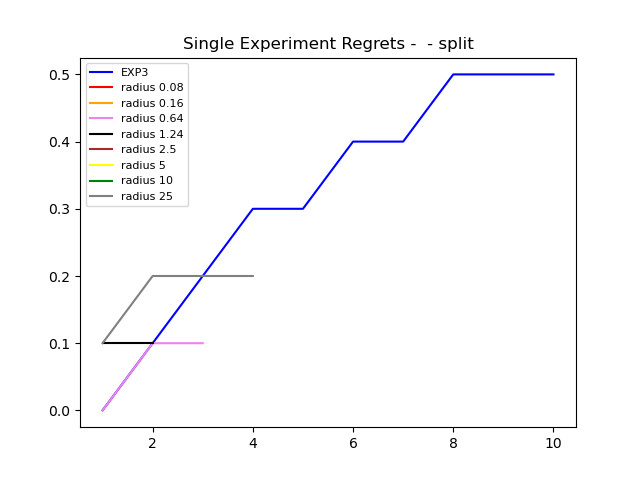 Single Experiment Regrets -  - split
EXP3
radius 0.08
radius 0.16
radius 0.64
radius 1.24
radius 2.5
radius 5
radius 10
radius 25
0.5
0.4
0.3
0.2
0.1
0.0
2 4 6 8 10